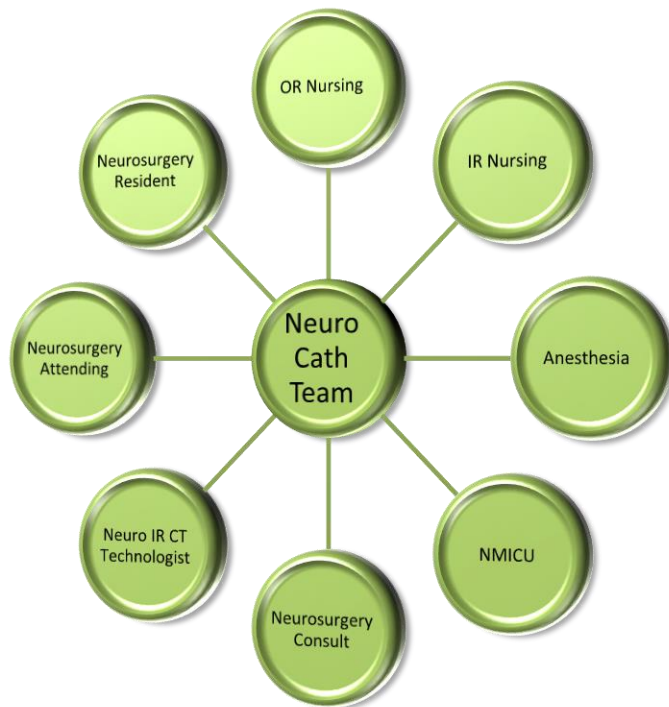 OR Nursing
IR Nursing
Anesthesia
NMICU
Neurosurgery
Consult
Neuro IR CT
Technologist
Neurosurgery
Attending
Neurosurgery
Resident
Neuro
Cath
Team